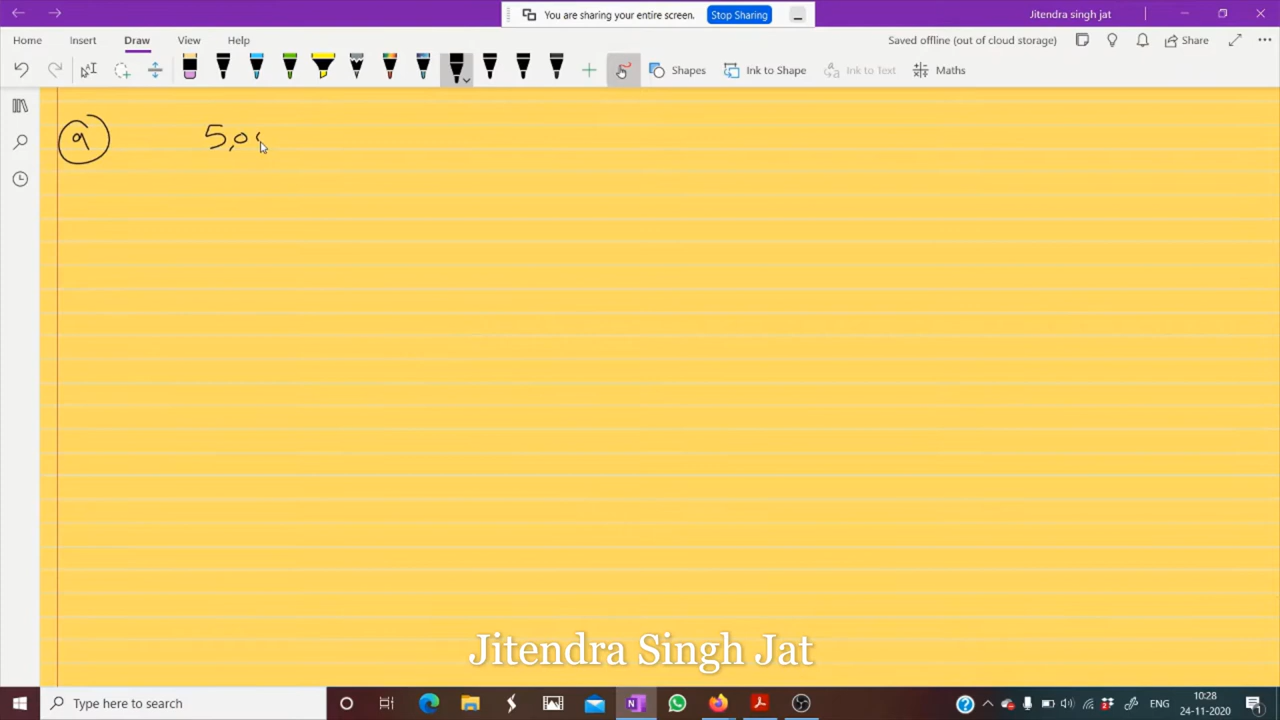 You are sharing your entire screen. Stop Sharing
Jitendra singh jat
Home Insert Draw View Help
Saved offline (out of cloud storage) Share
Shapes Ink to Shape Ink to Text Maths
a 5,0
Jitendra Singh Jat
Type here to search
ENG
10:28
24-11-2020